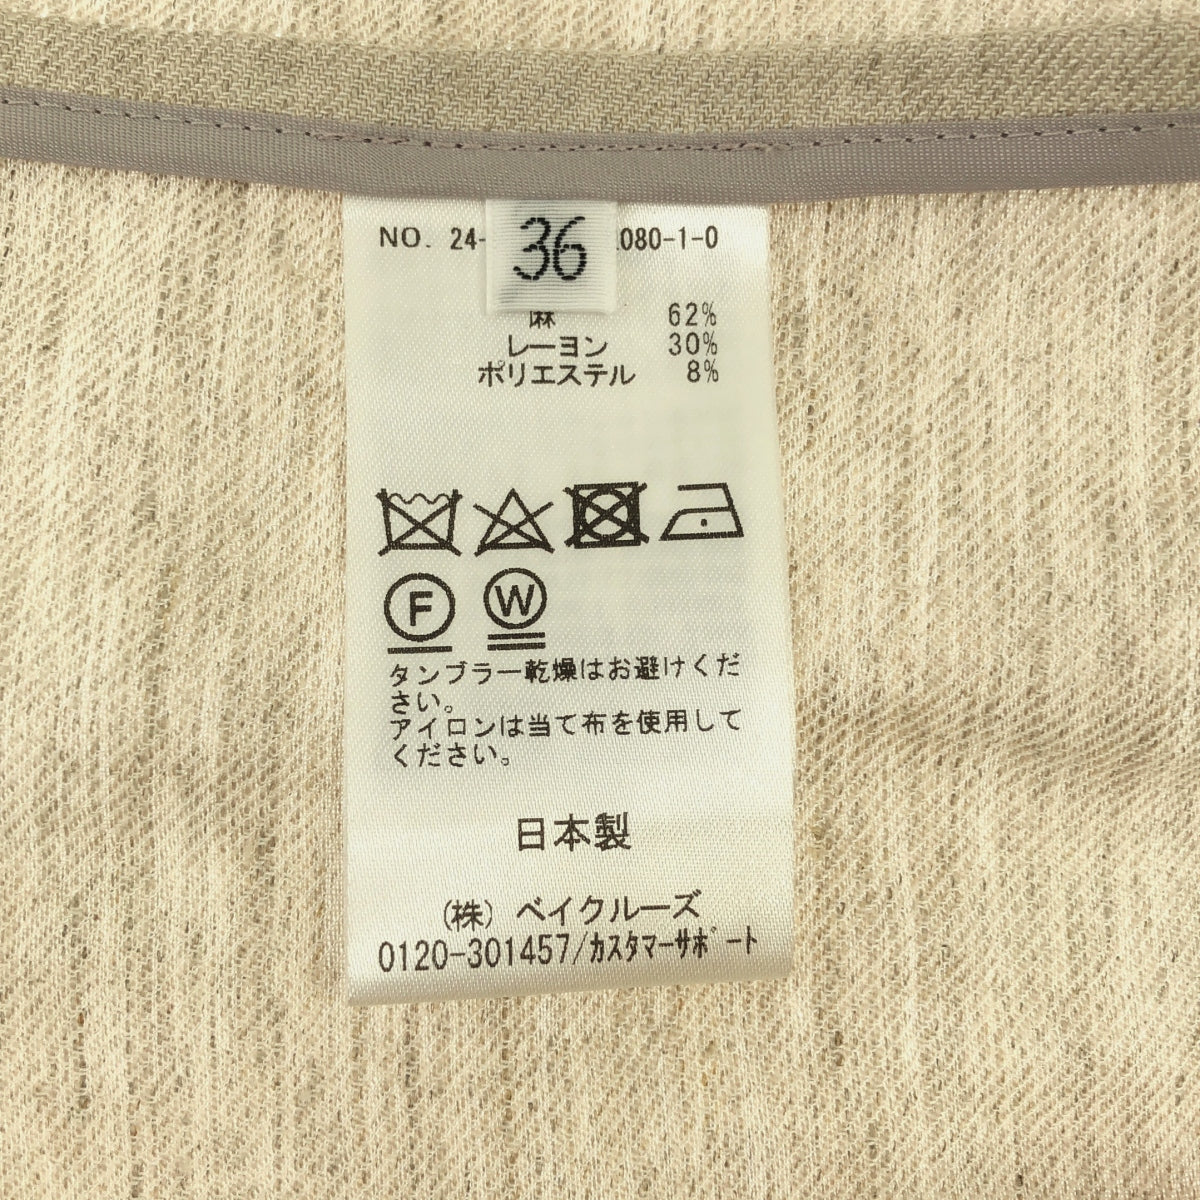 NO. 24- 080-1-0
36
麻 62%
レーヨン 30%
ポリエステル 8%
F W
タンブラー乾燥はお避けくだ
さい。
アイロンは当て布を使用して
ください。
日本製
(株) ベイクルーズ
0120-301457/ｶｽﾀﾏｰｻﾎﾟｰﾄ